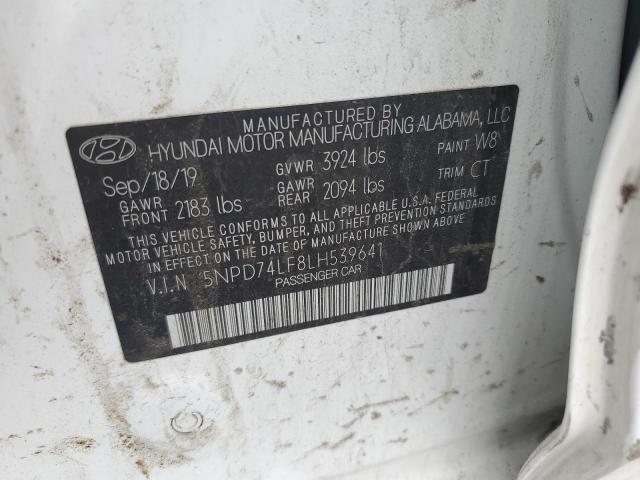 MANUFACTURED BY
HYUNDAI MOTOR MANUFACTURING ALABAMA, LLC
Sep/18/19 GVWR 3924 lbs PAINT W8
GAWR FRONT 2183 lbs GAWR REAR 2094 lbs TRIM CT
THIS VEHICLE CONFORMS TO ALL APPLICABLE U.S.A. FEDERAL
MOTOR VEHICLE SAFETY, BUMPER, AND THEFT PREVENTION STANDARDS
IN EFFECT ON THE DATE OF MANUFACTURE SHOWN ABOVE.
V.I.N 5NPD74LF8LH539641
PASSENGER CAR